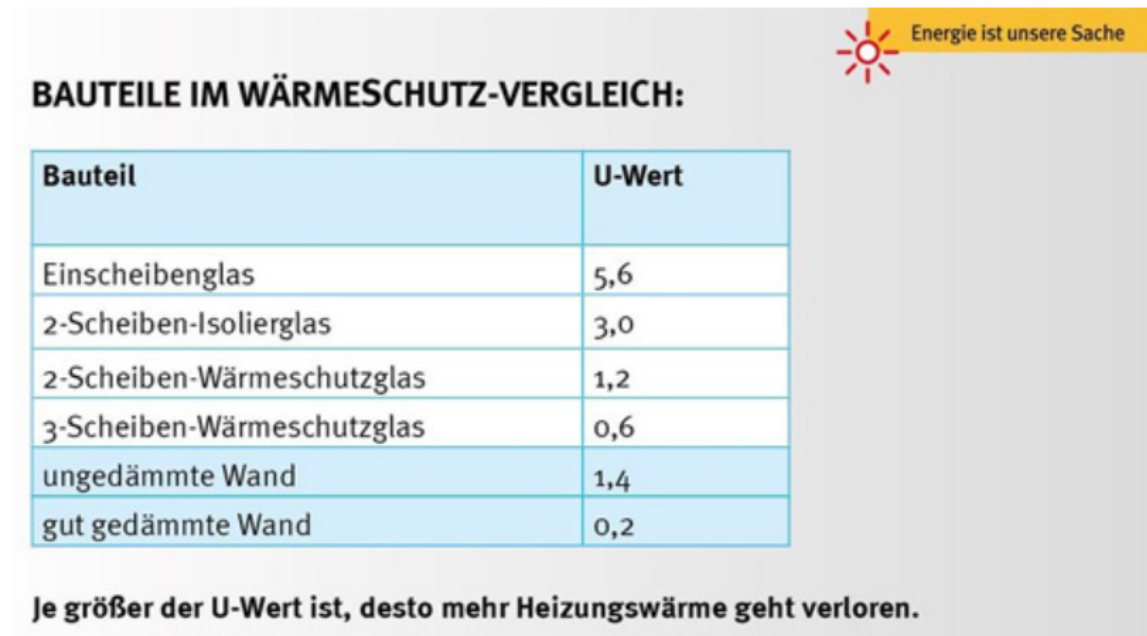 Energie ist unsere Sache
BAUTEILE IM WÄRMESCHUTZ-VERGLEICH:
Bauteil U-Wert
Einscheibenglas 5,6
2-Scheiben-Isolierglas 3,0
2-Scheiben-Wärmeschutzglas 1,2
3-Scheiben-Wärmeschutzglas 0,6
ungedämmte Wand 1,4
gut gedämmte Wand 0,2
Je größer der U-Wert ist, desto mehr Heizungswärme geht verloren.